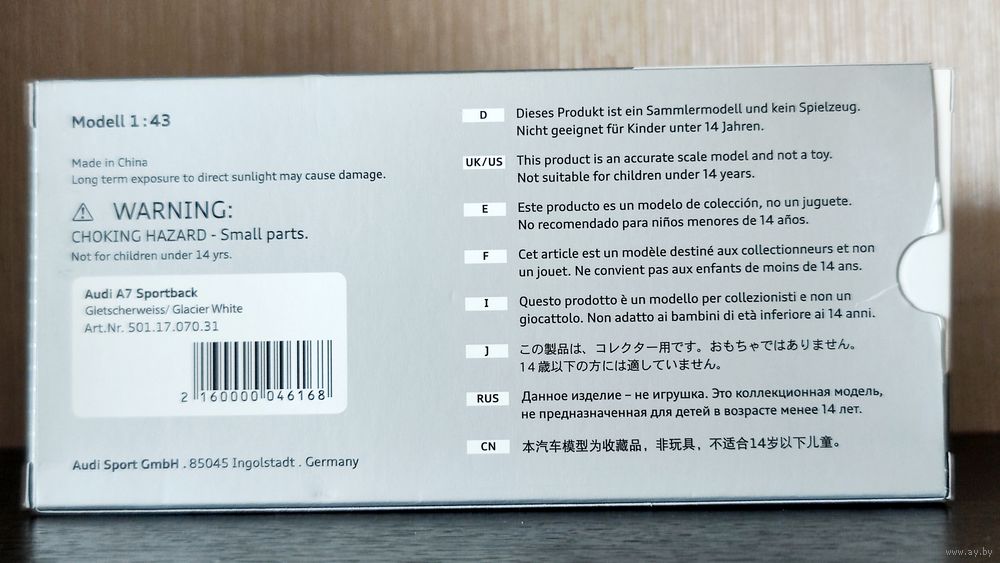 Modell 1:43
Made in China
Long term exposure to direct sunlight may cause damage.
WARNING:
CHOKING HAZARD - Small parts.
Not for children under 14 yrs.
Audi A7 Sportback
Gletscherweiss/ Glacier White
Art.Nr. 501.17.070.31
2 160000 046168
Audi Sport GmbH . 85045 Ingolstadt . Germany
D
Dieses Produkt ist ein Sammlermodell und kein Spielzeug.
Nicht geeignet für Kinder unter 14 Jahren.
UK/US
This product is an accurate scale model and not a toy.
Not suitable for children under 14 years.
E
Este producto es un modelo de colección, no un juguete.
No recomendado para niños menores de 14 años.
F
Cet article est un modèle destiné aux collectionneurs et non
un jouet. Ne convient pas aux enfants de moins de 14 ans.
I
Questo prodotto è un modello per collezionisti e non un
giocattolo. Non adatto ai bambini di età inferiore ai 14 anni.
J
この製品は、コレクター用です。おもちゃではありません。
14歳以下の方には適していません。
RUS
Данное изделие – не игрушка. Это коллекционная модель,
не предназначенная для детей в возрасте менее 14 лет.
CN
本汽车模型为收藏品，非玩具，不适合14岁以下儿童。
www.ay.by